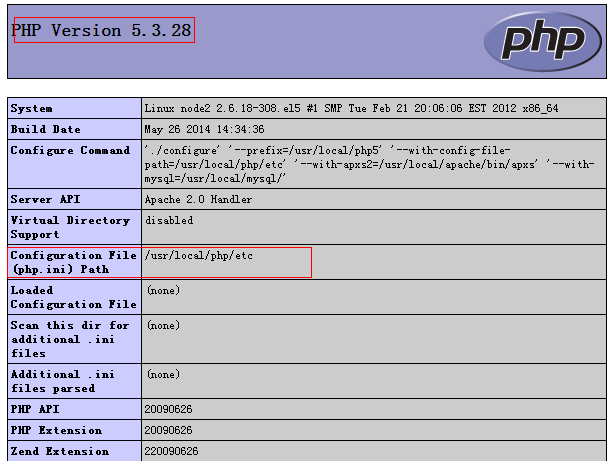 PHP Version 5.3.28
php
System Linux node2 2.6.18-308.el5 #1 SMP Tue Feb 21 20:06:06 EST 2012 x86_64
Build Date May 26 2014 14:34:36
Configure Command './configure' '--prefix=/usr/local/php5' '--with-config-file-
path=/usr/local/php/etc' '--with-apxs2=/usr/local/apache/bin/apxs' '--with-
mysql=/usr/local/mysql/'
Server API Apache 2.0 Handler
Virtual Directory disabled
Support
Configuration File /usr/local/php/etc
(php.ini) Path
Loaded (none)
Configuration File
Scan this dir for (none)
additional .ini
files
Additional .ini (none)
files parsed
PHP API 20090626
PHP Extension 20090626
Zend Extension 220090626